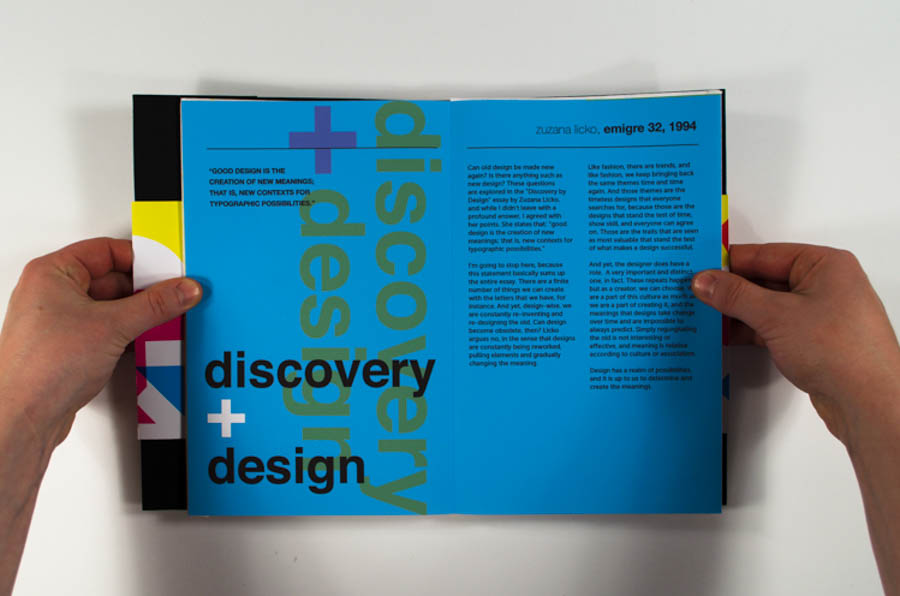 discovery
+ design
"GOOD DESIGN IS THE
CREATION OF NEW MEANINGS;
THAT IS, NEW CONTEXTS FOR
TYPOGRAPHIC POSSIBILITIES."
discovery
+
design
zuzana licko, emigre 32, 1994
Can old design be made new
again? Is there anything such as
new design? These questions
are explored in the "Discovery by
Design" essay by Zuzana Licko,
and while I didn't leave with a
profound answer, I agreed with
her points. She states that, "good
design is the creation of new
meanings; that is, new contexts for
typographic possibilities."
I'm going to stop here, because
this statement basically sums up
the entire essay. There are a finite
number of things we can create
with the letters that we have, for
instance. And yet, design-wise, we
are constantly re-inventing and
re-designing the old. Can design
become obsolete, then? Licko
argues no, in the sense that designs
are constantly being reworked,
pulling elements and gradually
changing the meaning.
Like fashion, there are trends, and
like fashion, we keep bringing back
the same themes time and time
again. And those themes are the
timeless designs that everyone
searches for, because those are the
designs that stand the test of time,
show skill, and everyone can agree
on. Those are the traits that are seen
as most valuable that stand the test
of what makes a design successful.
And yet, the designer does have a
role. A very important and distinct
one, in fact. These repeats happen
but as a creator, we can choose
are a part of this culture as much as
we are a part of creating it, and the
meanings that designs take change
over time and are impossible to
always predict. Simply regurgitating
the old is not interesting or
effective, and meaning is relative
according to culture or association.
Design has a realm of possibilities,
and it is up to us to determine and
create the meanings.